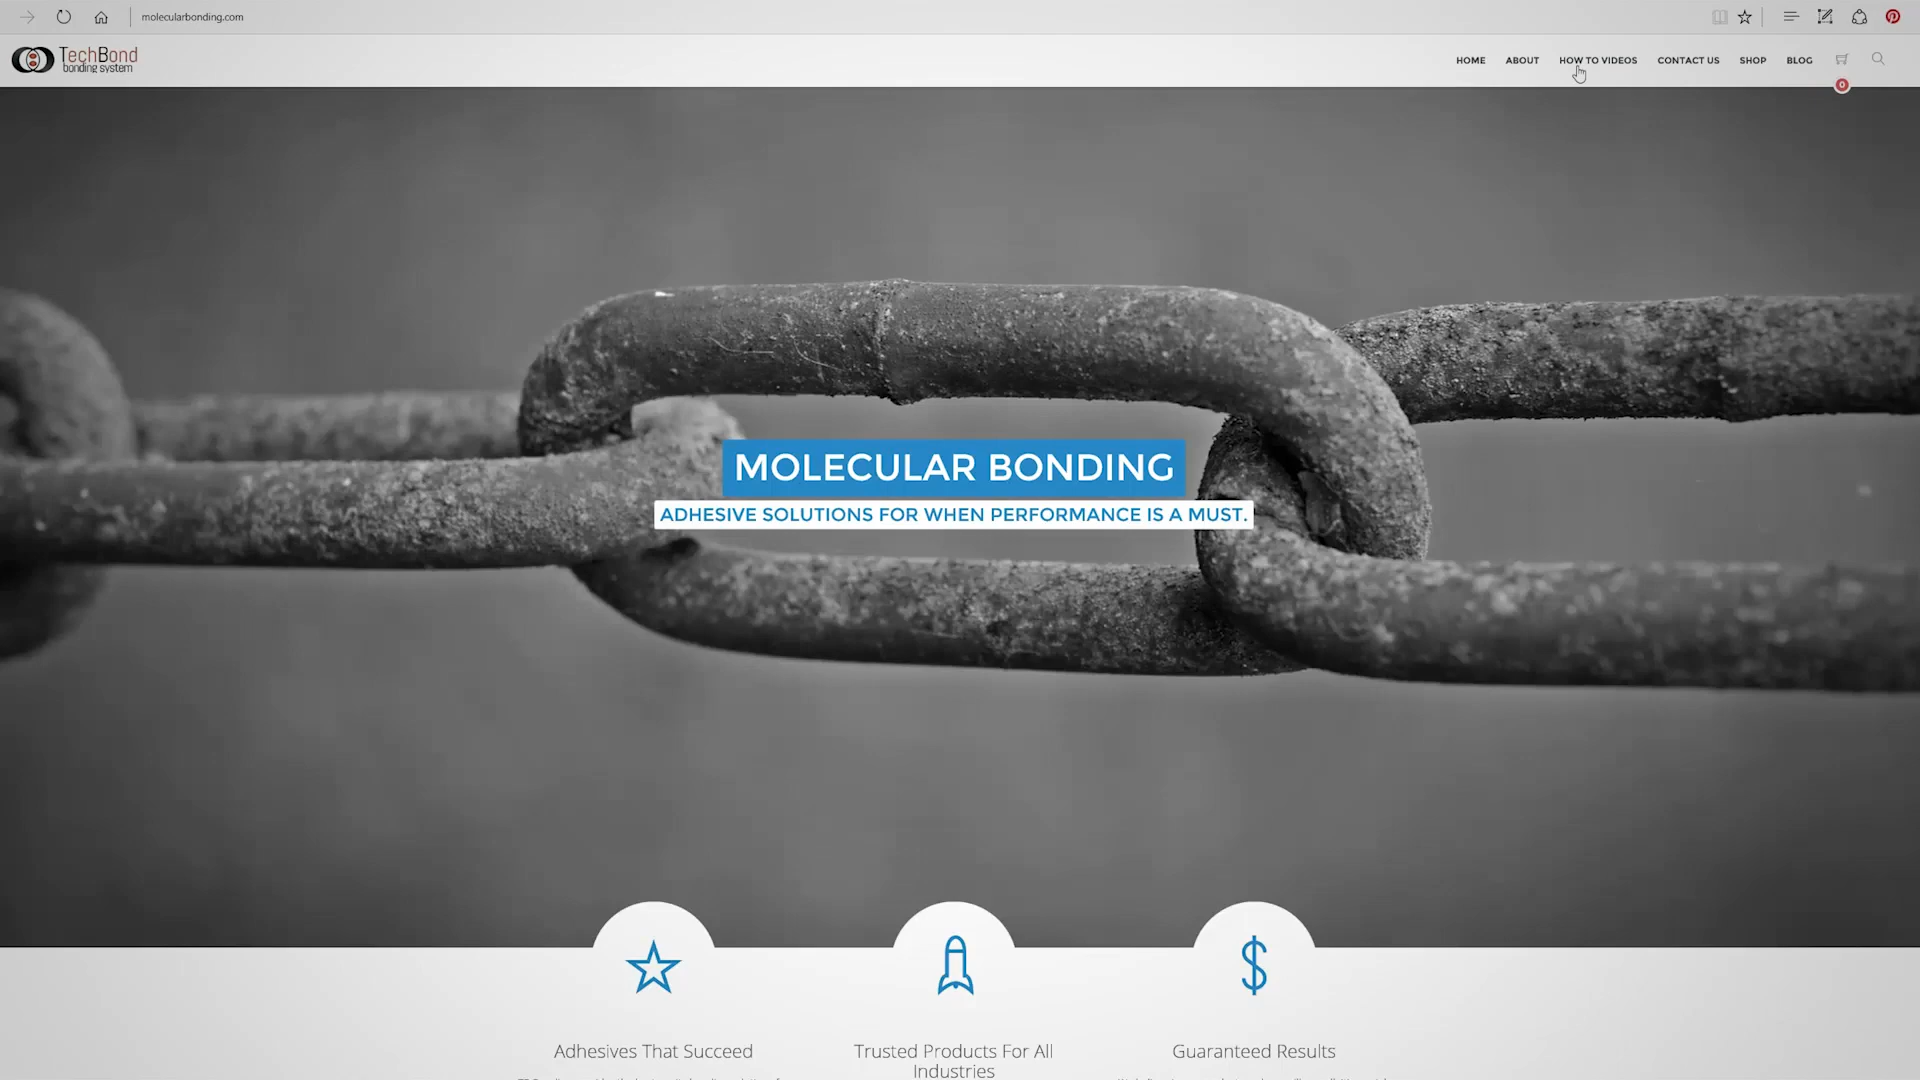 molecularbonding.com
TechBond
bonding system
HOME ABOUT HOW TO VIDEOS CONTACT US SHOP BLOG
0
MOLECULAR BONDING
ADHESIVE SOLUTIONS FOR WHEN PERFORMANCE IS A MUST.
Adhesives That Succeed
Trusted Products For All
Industries
Guaranteed Results